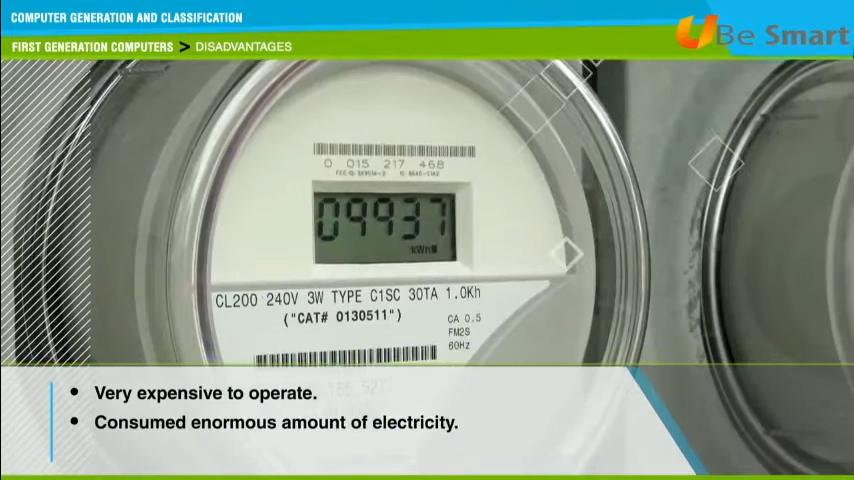 COMPUTER GENERATION AND CLASSIFICATION
FIRST GENERATION COMPUTERS > DISADVANTAGES
UBe Smart
0 015 217 468
09937
kWh
CL200 240V 3W TYPE C1SC 30TA 1.0Kh
("CAT# 0130511")
CA 0.5
FM2S
60Hz
• Very expensive to operate.
• Consumed enormous amount of electricity.